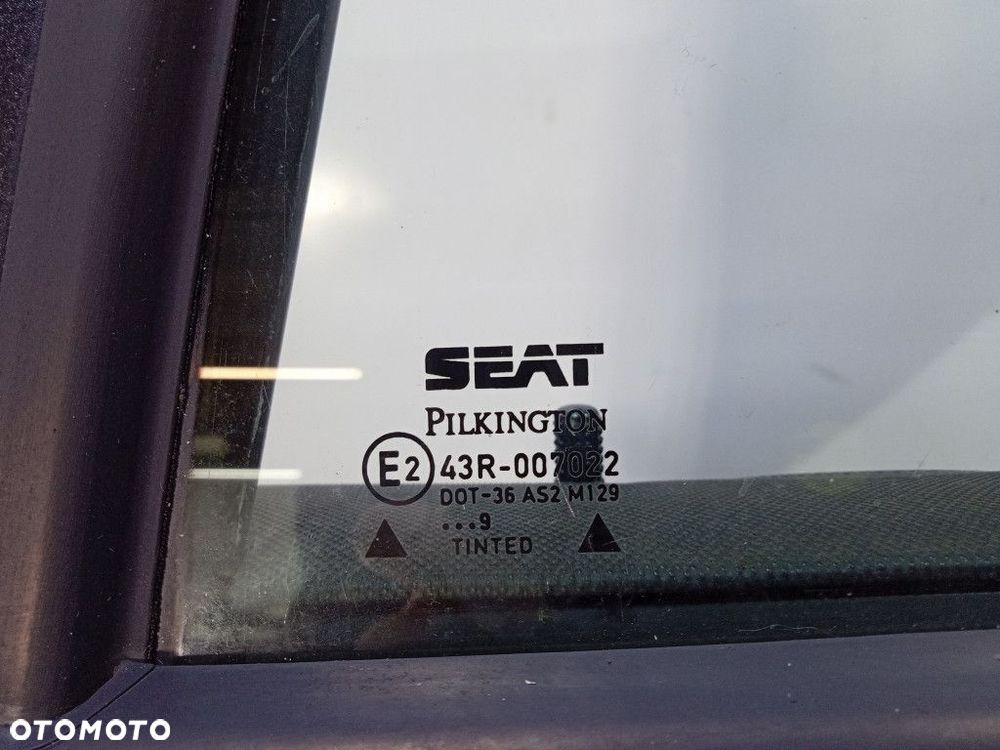 SEAT
PILKINGTON
E2 43R-007022
DOT-36 AS2 M129
...9
TINTED
OTOMOTO